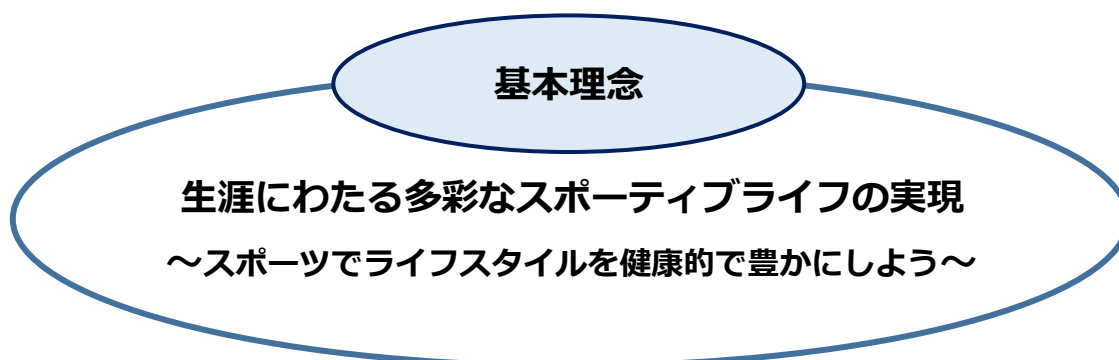 基本理念
生涯にわたる多彩なスポーティブライフの実現
～スポーツでライフスタイルを健康的で豊かにしよう～